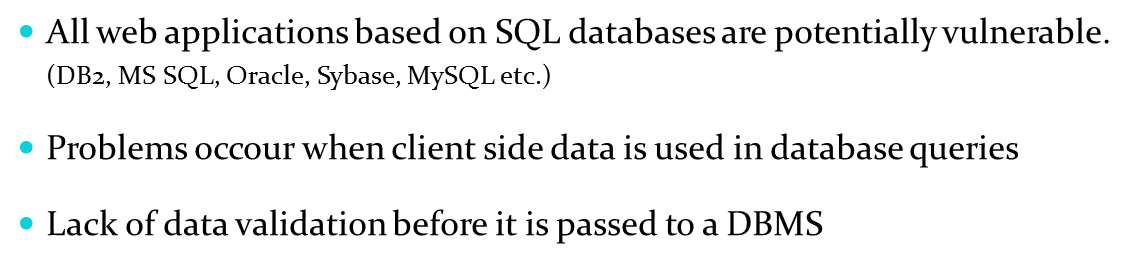 • All web applications based on SQL databases are potentially vulnerable.
(DB2, MS SQL, Oracle, Sybase, MySQL etc.)
• Problems occour when client side data is used in database queries
• Lack of data validation before it is passed to a DBMS